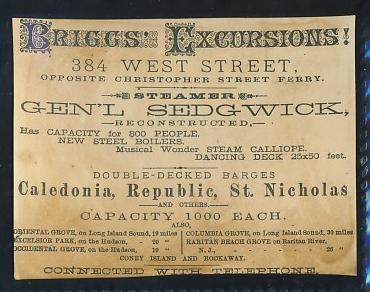 BRIGGS' EXCURSIONS!
384 WEST STREET,
OPPOSITE CHRISTOPHER STREET FERRY.
STEAMER
GEN'L SEDGWICK,
—RECONSTRUCTED,—
Has CAPACITY for 800 PEOPLE.
NEW STEEL BOILERS.
Musical Wonder STEAM CALLIOPE.
DANCING DECK 25x50 feet.
DOUBLE-DECKED BARGES
Caledonia, Republic, St. Nicholas
—AND OTHERS.—
CAPACITY 1000 EACH.
ALSO,
ORIENTAL GROVE, on Long Island Sound, 19 miles
EXCELSIOR PARK, on the Hudson, 20 "
OCCIDENTAL GROVE, on the Hudson, 19 "
COLUMBIA GROVE, on Long Island Sound, 30 miles
RARITAN BEACH GROVE on Raritan River,
N. J., - - - - - - 26 "
CONEY ISLAND AND ROCKAWAY.
CONNECTED WITH TELEPHONE.